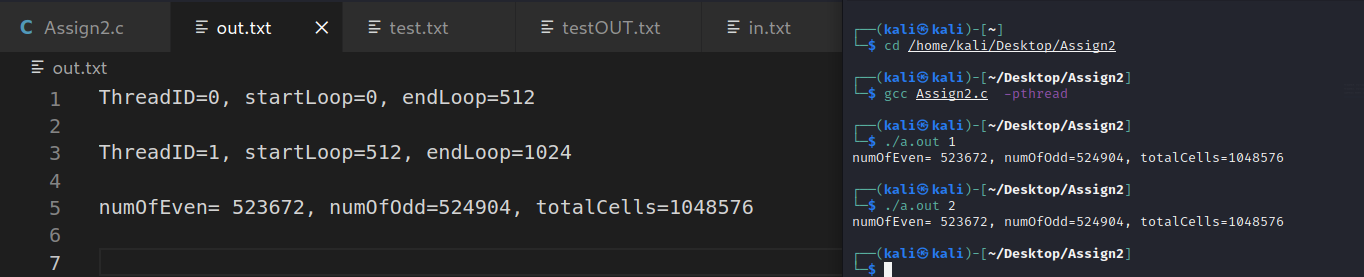 C Assign2.c out.txt × test.txt testOUT.txt in.txt
out.txt
1 ThreadID=0, startLoop=0, endLoop=512
2
3 ThreadID=1, startLoop=512, endLoop=1024
4
5 numOfEven= 523672, numOfOdd=524904, totalCells=1048576
6
7
┌──(kali㉿kali)-[~]
└─$ cd /home/kali/Desktop/Assign2
┌──(kali㉿kali)-[~/Desktop/Assign2]
└─$ gcc Assign2.c -pthread
┌──(kali㉿kali)-[~/Desktop/Assign2]
└─$ ./a.out 1
numOfEven= 523672, numOfOdd=524904, totalCells=1048576
┌──(kali㉿kali)-[~/Desktop/Assign2]
└─$ ./a.out 2
numOfEven= 523672, numOfOdd=524904, totalCells=1048576
┌──(kali㉿kali)-[~/Desktop/Assign2]
└─$